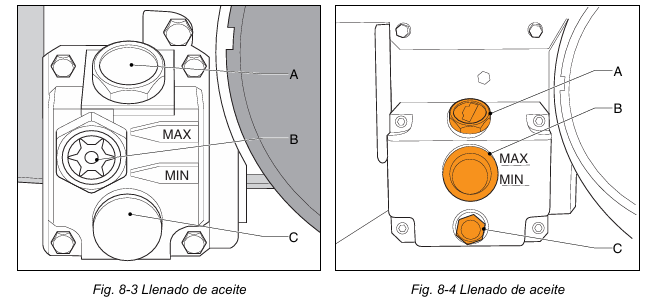 A
MAX
B
MIN
C
Fig. 8-3 Llenado de aceite
A
B
MAX
MIN
C
Fig. 8-4 Llenado de aceite